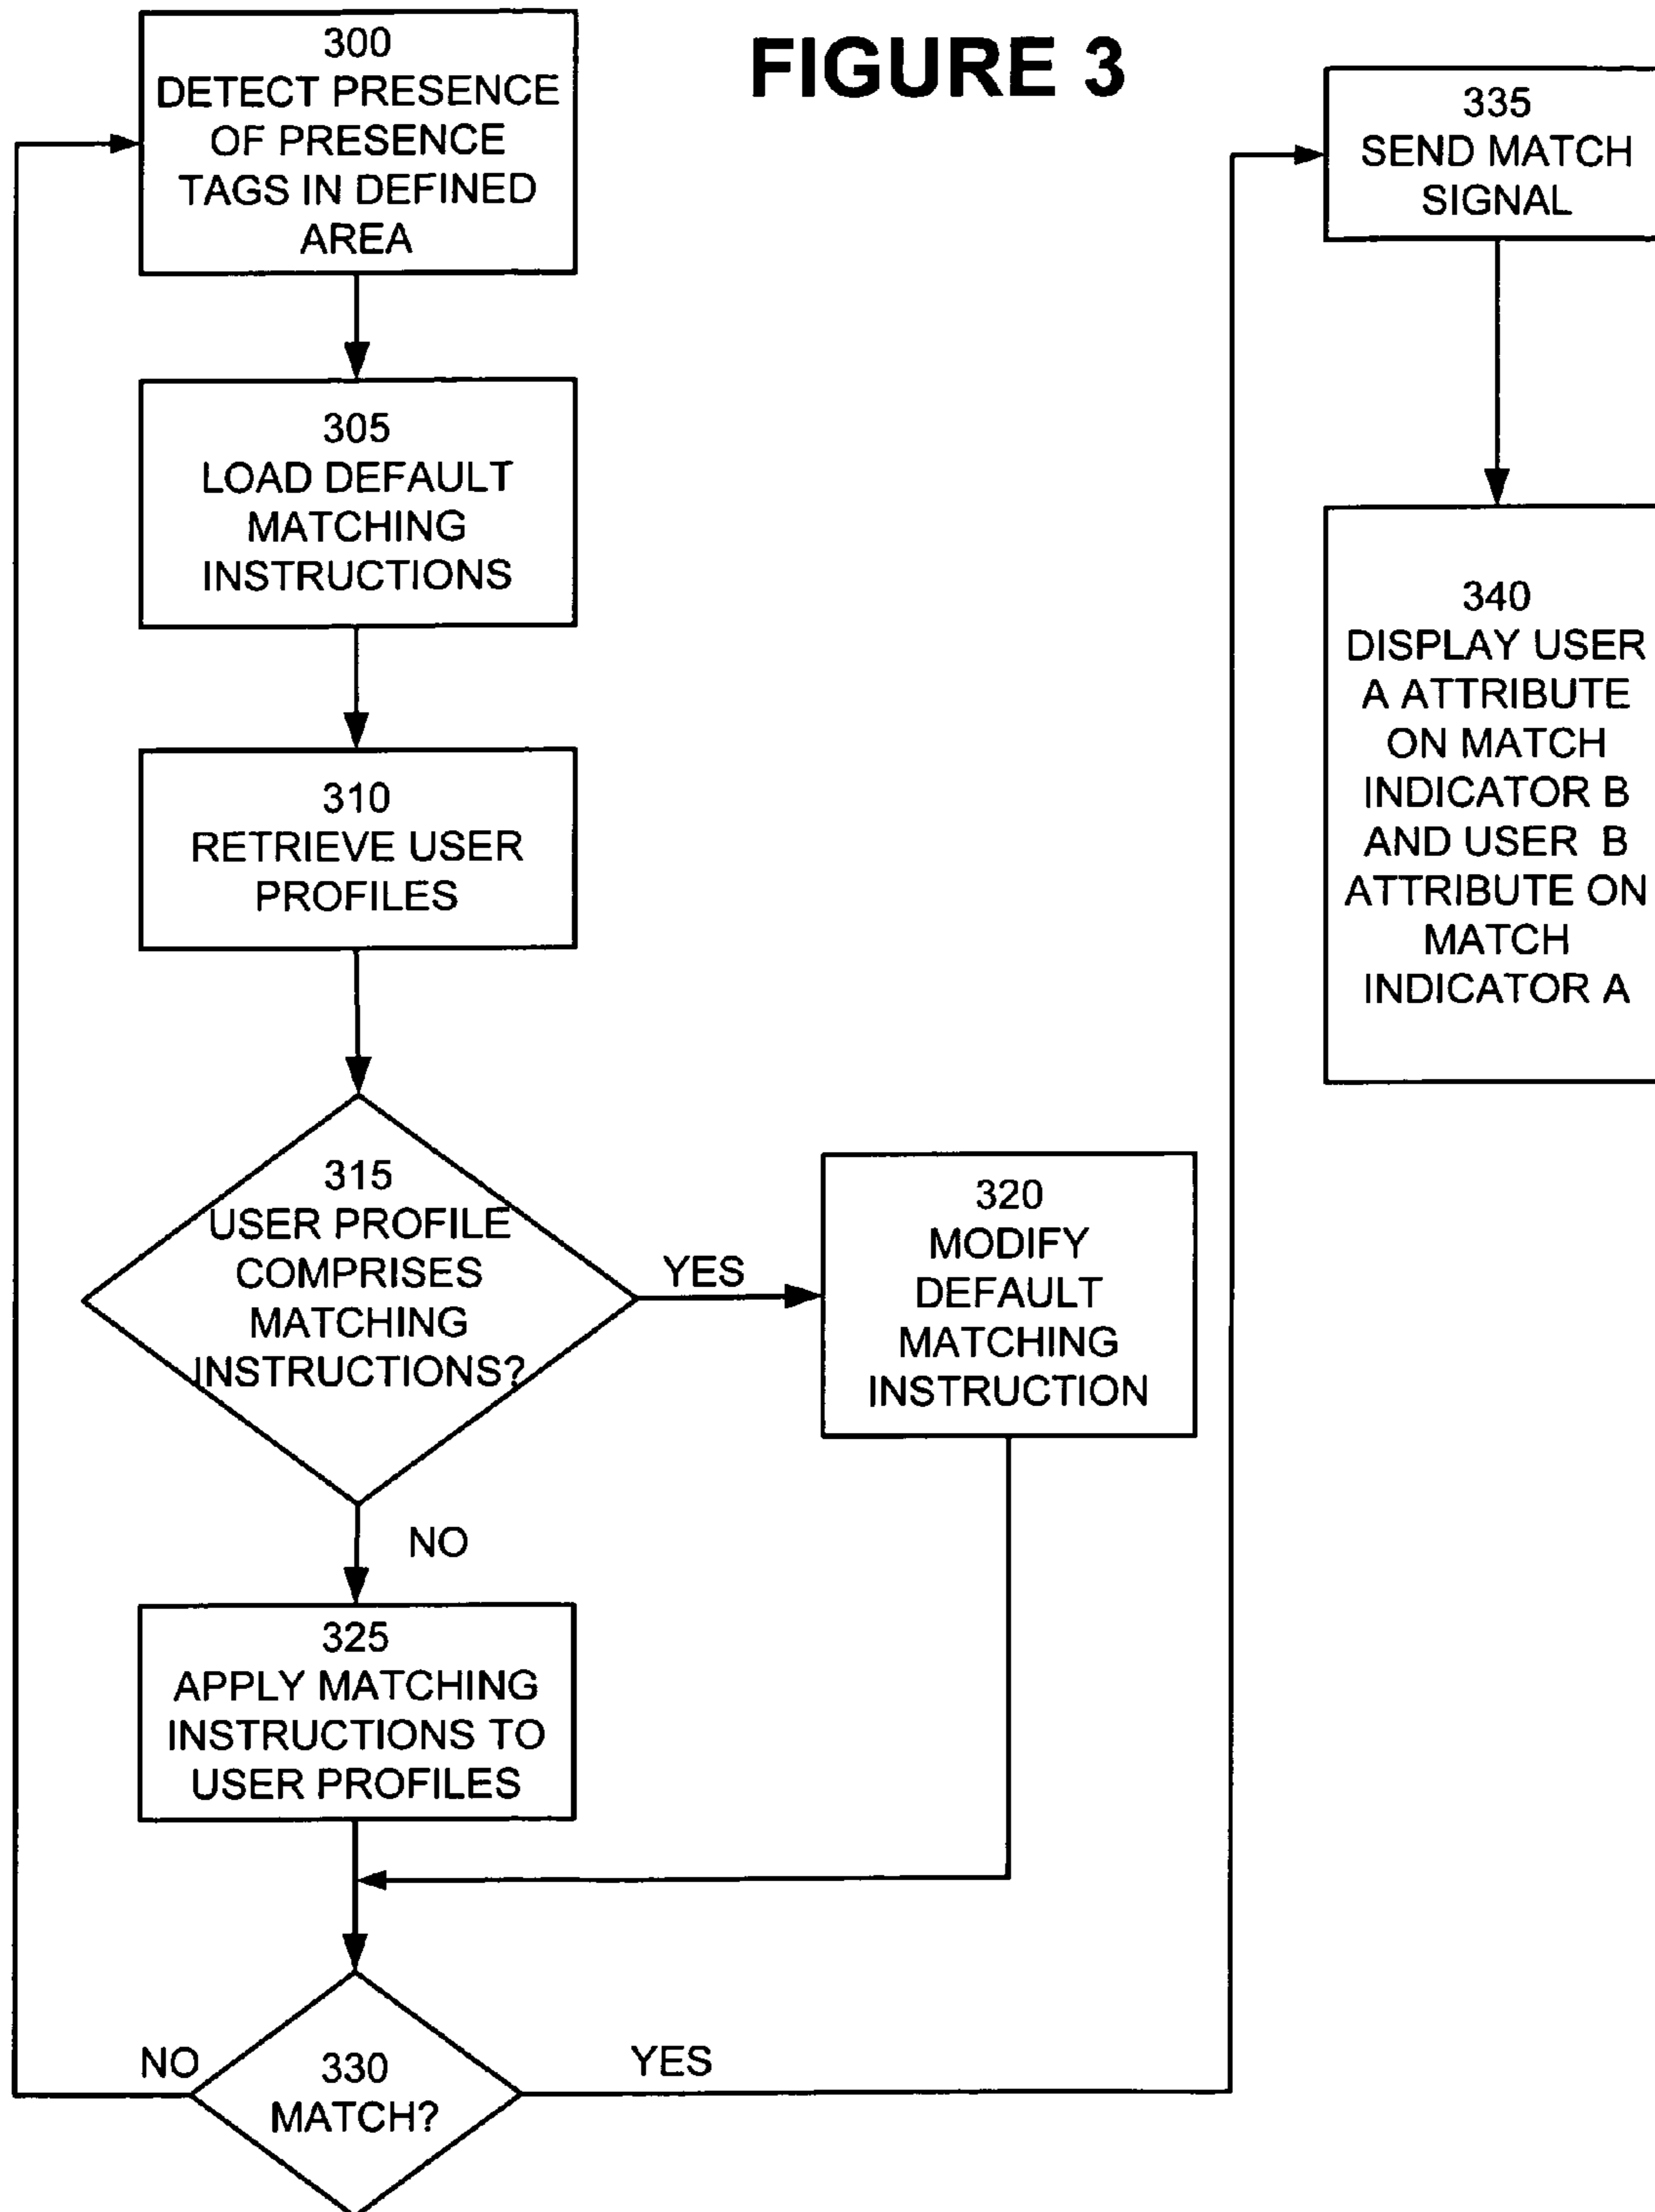 FIGURE 3
300
DETECT PRESENCE
OF PRESENCE
TAGS IN DEFINED
AREA
305
LOAD DEFAULT
MATCHING
INSTRUCTIONS
310
RETRIEVE USER
PROFILES
315
USER PROFILE
COMPRISES
MATCHING
INSTRUCTIONS?
YES
320
MODIFY
DEFAULT
MATCHING
INSTRUCTION
NO
325
APPLY MATCHING
INSTRUCTIONS TO
USER PROFILES
NO
330
MATCH?
YES
335
SEND MATCH
SIGNAL
340
DISPLAY USER
A ATTRIBUTE
ON MATCH
INDICATOR B
AND USER B
ATTRIBUTE ON
MATCH
INDICATOR A